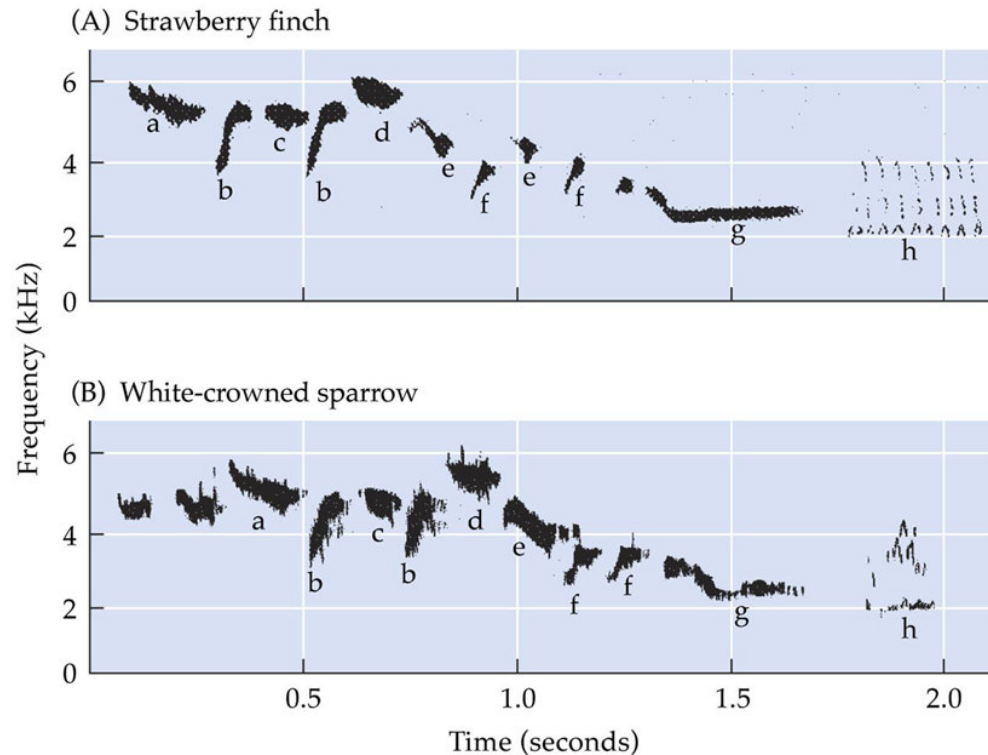 (A) Strawberry finch
6
4
2
0
a
b
c
b
d
e
f
e
f
g
h
Frequency (kHz)
(B) White-crowned sparrow
6
4
2
0
a
b
c
b
d
e
f
f
g
h
0.5 1.0 1.5 2.0
Time (seconds)